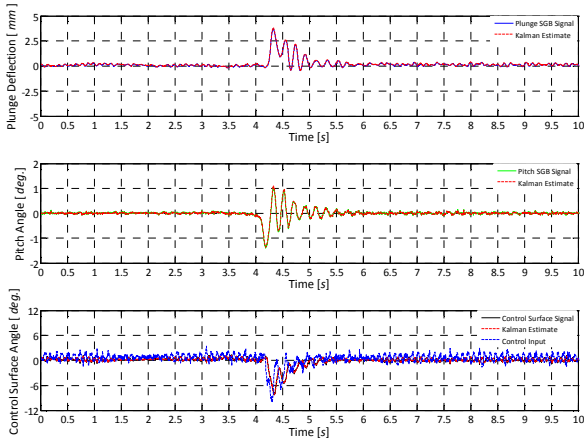 Plunge Deflection [ mm ]
5
2.5
0
-2.5
-5
Plunge SGB Signal
Kalman Estimate
0 0.5 1 1.5 2 2.5 3 3.5 4 4.5 5 5.5 6 6.5 7 7.5 8 8.5 9 9.5 10
Time [s]
Pitch Angle [ deg. ]
2
1
0
-1
-2
Pitch SGB Signal
Kalman Estimate
0 0.5 1 1.5 2 2.5 3 3.5 4 4.5 5 5.5 6 6.5 7 7.5 8 8.5 9 9.5 10
Time [s]
Control Surface Angle [ deg. ]
12
6
0
-6
-12
Control Surface Signal
Kalman Estimate
Control Input
0 0.5 1 1.5 2 2.5 3 3.5 4 4.5 5 5.5 6 6.5 7 7.5 8 8.5 9 9.5 10
Time [s]